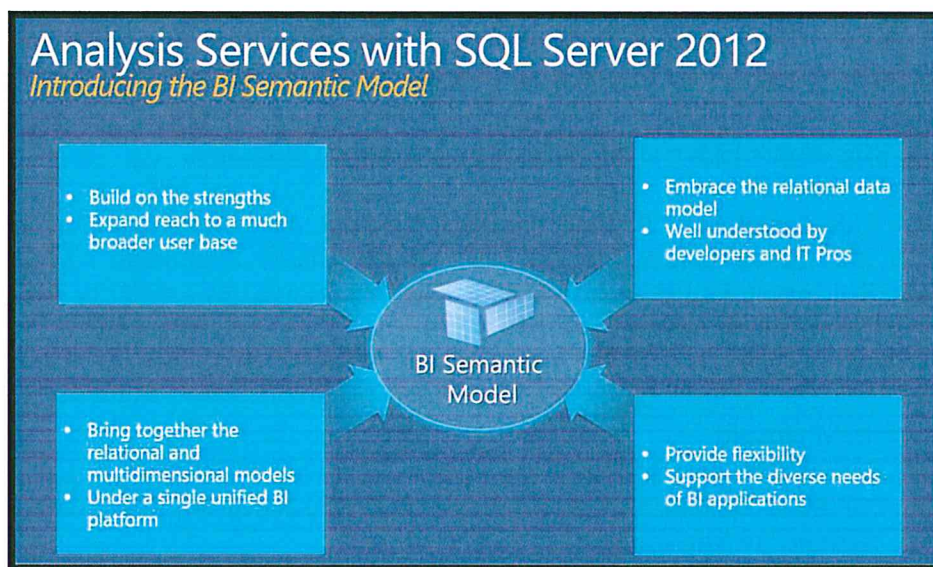 Analysis Services with SQL Server 2012
Introducing the BI Semantic Model
• Build on the strengths
• Expand reach to a much
broader user base
• Embrace the relational data
model
• Well understood by
developers and IT Pros
BI Semantic
Model
• Bring together the
relational and
multidimensional models
• Under a single unified BI
platform
• Provide flexibility
• Support the diverse needs
of BI applications